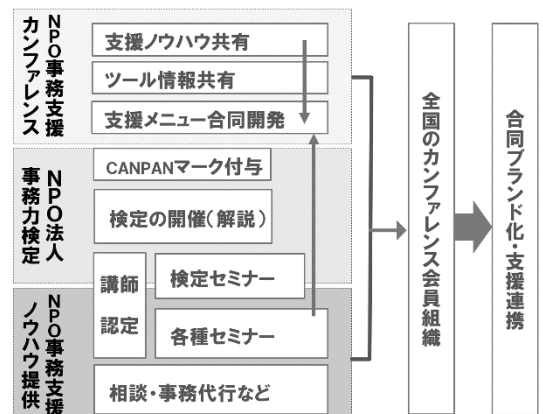 NPO事務支援
カンファレンス
支援ノウハウ共有
ツール情報共有
支援メニュー合同開発
NPO法人
事務力検定
CANPANマーク付与
検定の開催(解説)
講師
認定
検定セミナー
NPO事務支援
ノウハウ提供
各種セミナー
相談・事務代行など
全国のカンファレンス会員組織
合同ブランド化・支援連携